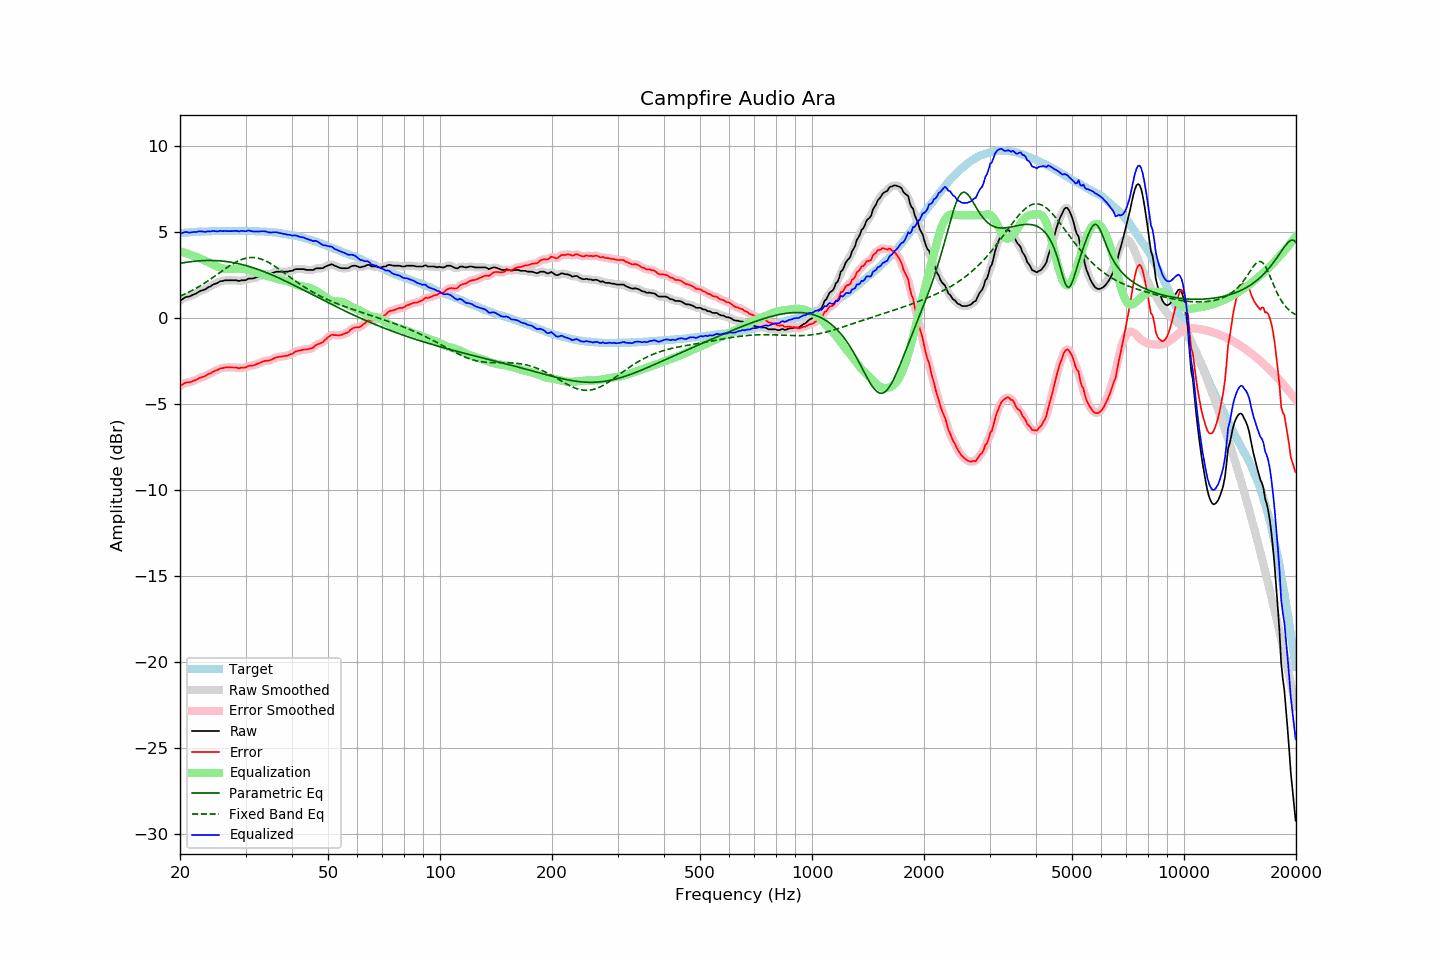 Campfire Audio Ara
10
5
0
−5
−10
−15
−20
−25
−30
Amplitude (dBr)
Target
Raw Smoothed
Error Smoothed
Raw
Error
Equalization
Parametric Eq
Fixed Band Eq
Equalized
20 50 100 200 500 1000 2000 5000 10000 20000
Frequency (Hz)